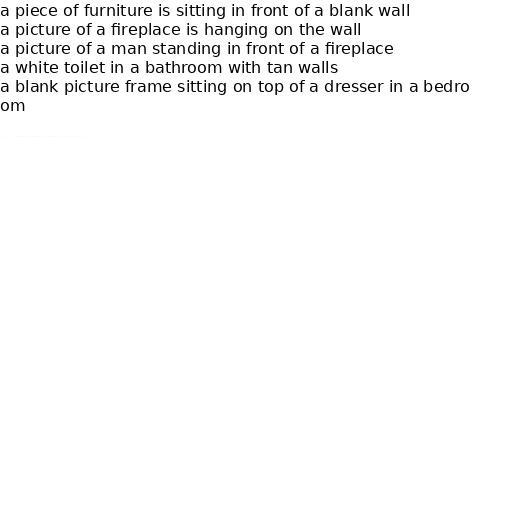 a piece of furniture is sitting in front of a blank wall
a picture of a fireplace is hanging on the wall
a picture of a man standing in front of a fireplace
a white toilet in a bathroom with tan walls
a blank picture frame sitting on top of a dresser in a bedro
om